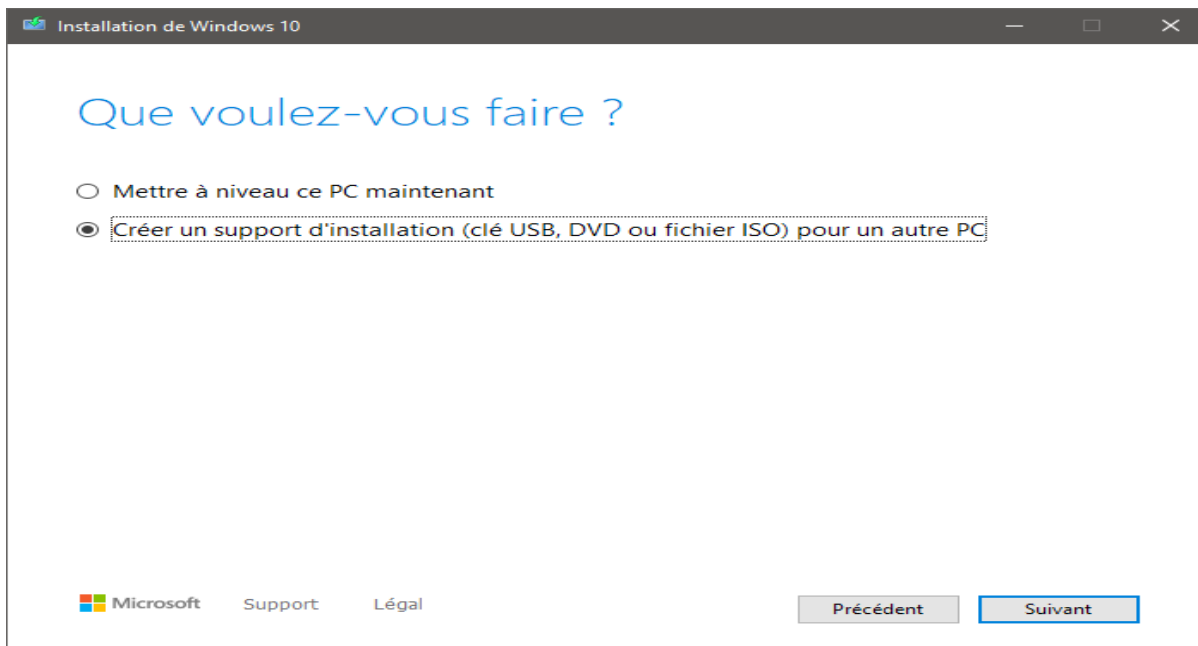 Installation de Windows 10
Que voulez-vous faire ?
Mettre à niveau ce PC maintenant
Créer un support d'installation (clé USB, DVD ou fichier ISO) pour un autre PC
Microsoft Support Légal Précédent Suivant